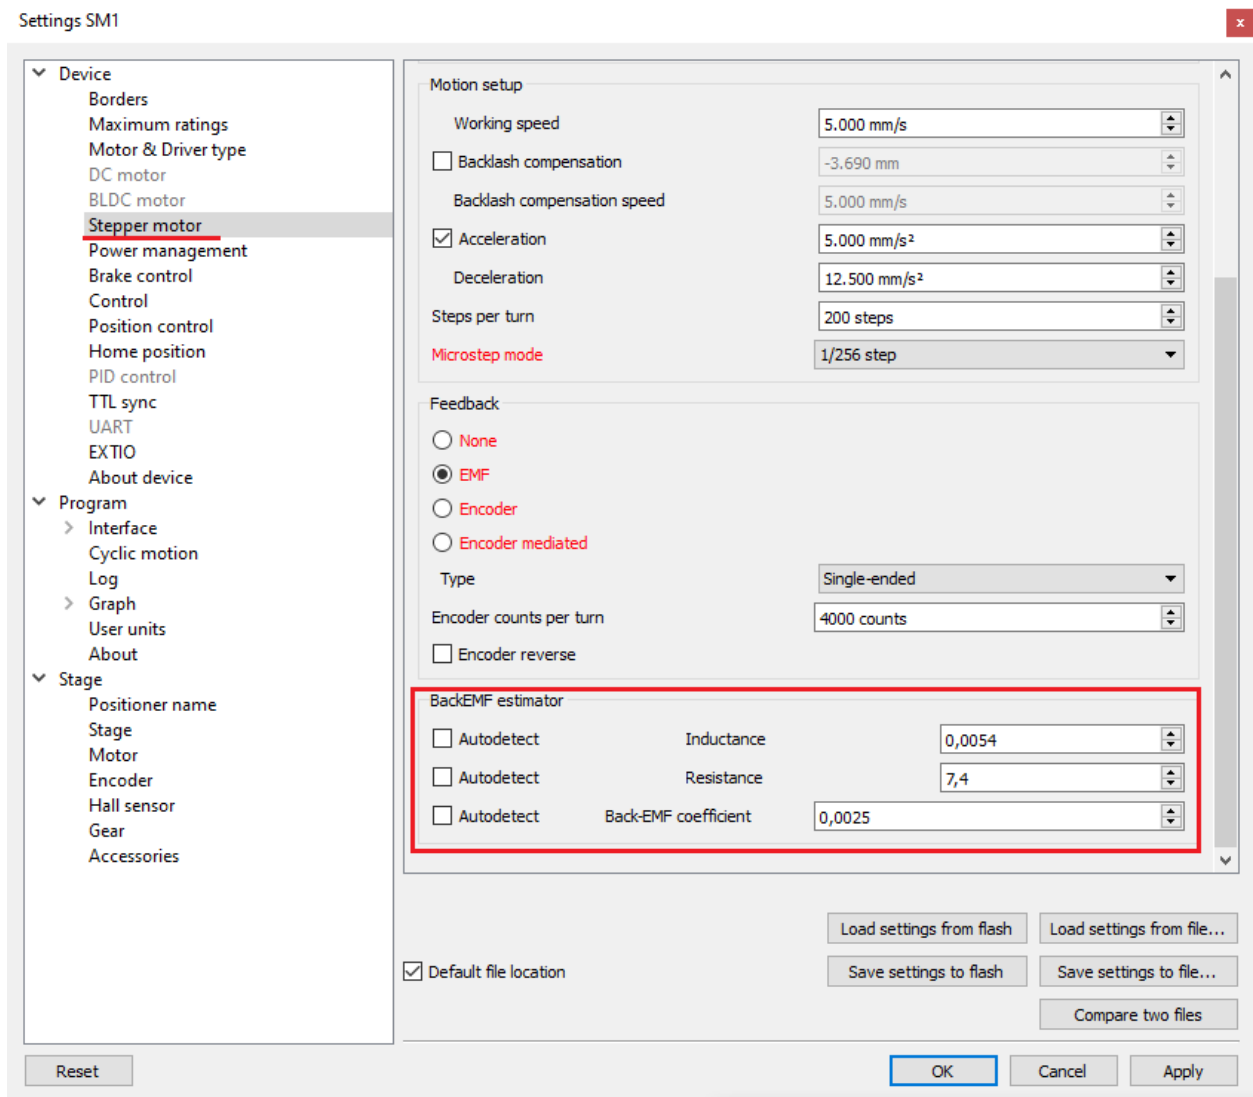 Settings SM1
x
Device
Borders
Maximum ratings
Motor & Driver type
DC motor
BLDC motor
Stepper motor
Power management
Brake control
Control
Position control
Home position
PID control
TTL sync
UART
EXTIO
About device
Program
Interface
Cyclic motion
Log
Graph
User units
About
Stage
Positioner name
Stage
Motor
Encoder
Hall sensor
Gear
Accessories
Motion setup
Working speed 5.000 mm/s
Backlash compensation -3.690 mm
Backlash compensation speed 5.000 mm/s
Acceleration 5.000 mm/s²
Deceleration 12.500 mm/s²
Steps per turn 200 steps
Microstep mode 1/256 step
Feedback
None
EMF
Encoder
Encoder mediated
Type Single-ended
Encoder counts per turn 4000 counts
Encoder reverse
BackEMF estimator
Autodetect Inductance 0,0054
Autodetect Resistance 7,4
Autodetect Back-EMF coefficient 0,0025
Load settings from flash Load settings from file...
Default file location Save settings to flash Save settings to file...
Compare two files
Reset OK Cancel Apply